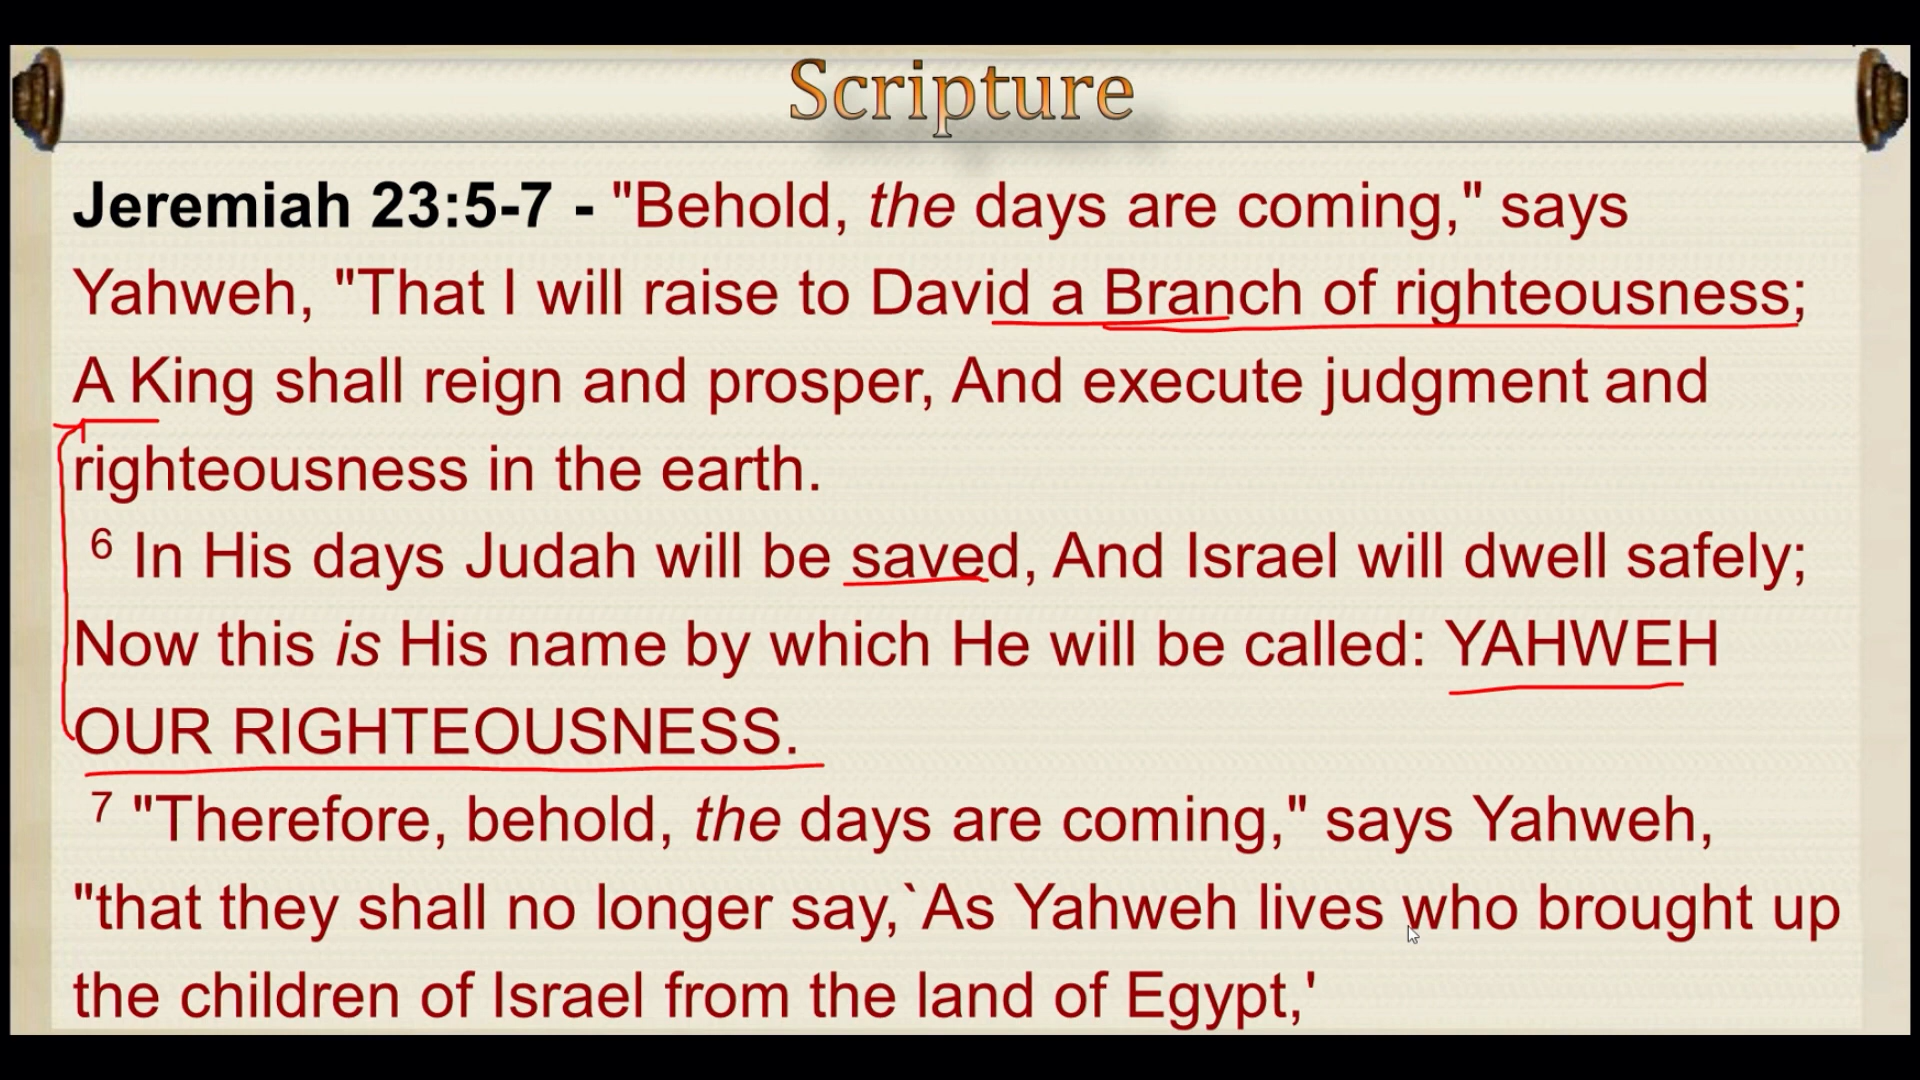 Scripture
Jeremiah 23:5-7 - "Behold, the days are coming," says
Yahweh, "That I will raise to David a Branch of righteousness;
A King shall reign and prosper, And execute judgment and
righteousness in the earth.
6 In His days Judah will be saved, And Israel will dwell safely;
Now this is His name by which He will be called: YAHWEH
OUR RIGHTEOUSNESS.
7 "Therefore, behold, the days are coming," says Yahweh,
"that they shall no longer say,`As Yahweh lives who brought up
the children of Israel from the land of Egypt,'